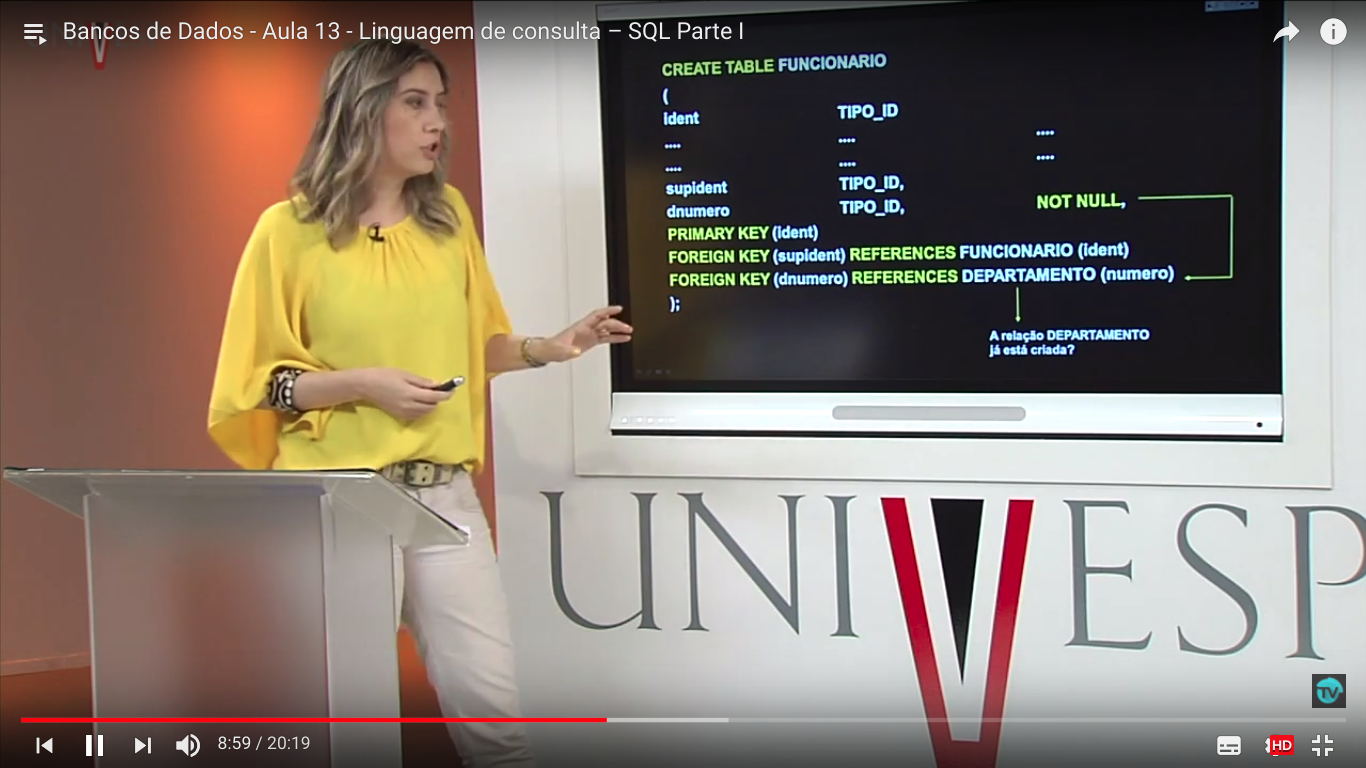 Bancos de Dados - Aula 13 - Linguagem de consulta – SQL Parte I
CREATE TABLE FUNCIONARIO
(
ident TIPO_ID
.... .... ....
.... .... ....
supident TIPO_ID,
dnumero TIPO_ID, NOT NULL,
PRIMARY KEY (ident)
FOREIGN KEY (supident) REFERENCES FUNCIONARIO (ident)
FOREIGN KEY (dnumero) REFERENCES DEPARTAMENTO (numero)
);
A relação DEPARTAMENTO
já está criada?
UNIVESP
TV
8:59 / 20:19
HD